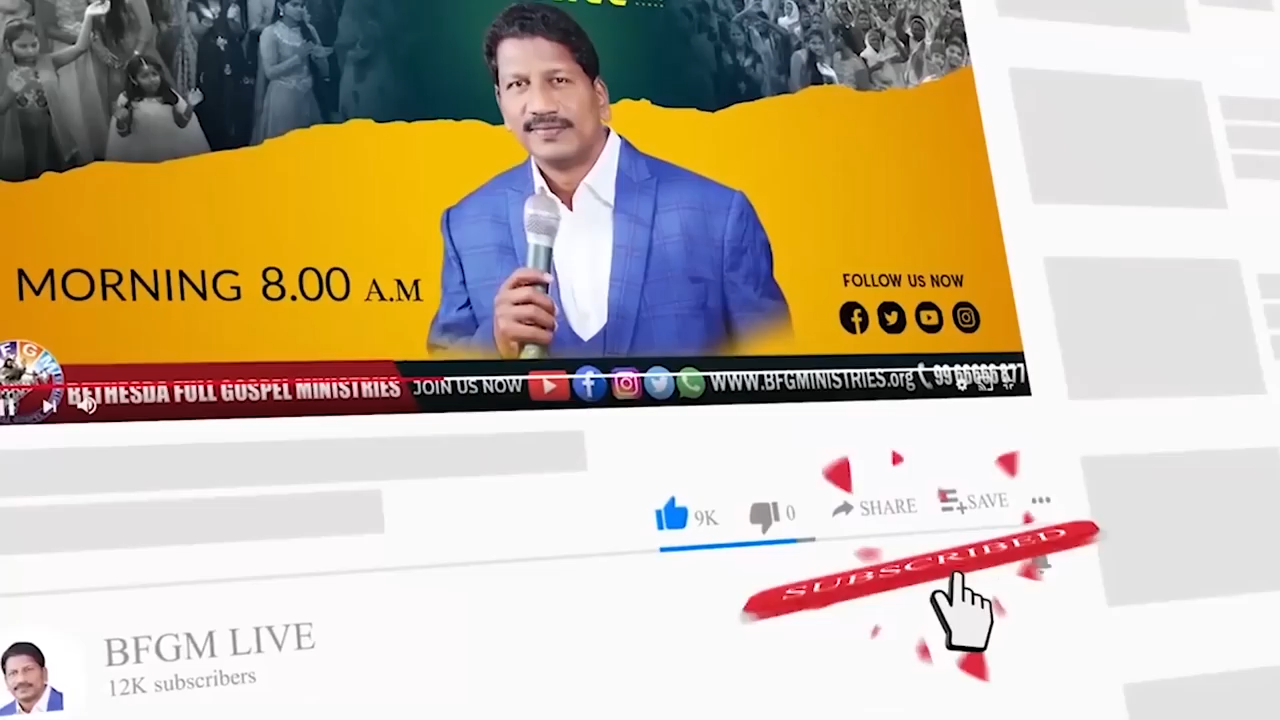 MORNING 8.00 A.M
FOLLOW US NOW
BETHESDA FULL GOSPEL MINISTRIES JOIN US NOW WWW.BFGMINISTRIES.org
9K 0 SHARE SAVE
SUBSCRIBED
BFGM LIVE
12K subscribers